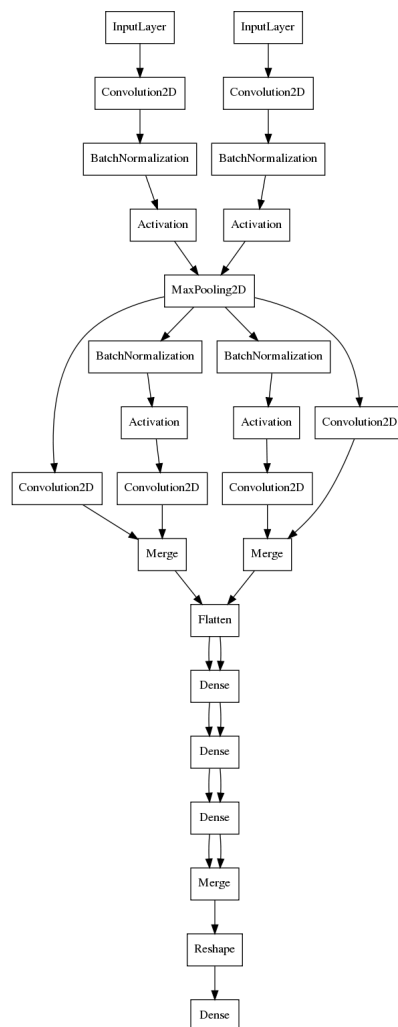 InputLayer
InputLayer
Convolution2D
Convolution2D
BatchNormalization
BatchNormalization
Activation
Activation
MaxPooling2D
BatchNormalization
BatchNormalization
Activation
Activation
Convolution2D
Convolution2D
Convolution2D
Convolution2D
Merge
Merge
Flatten
Dense
Dense
Dense
Merge
Reshape
Dense